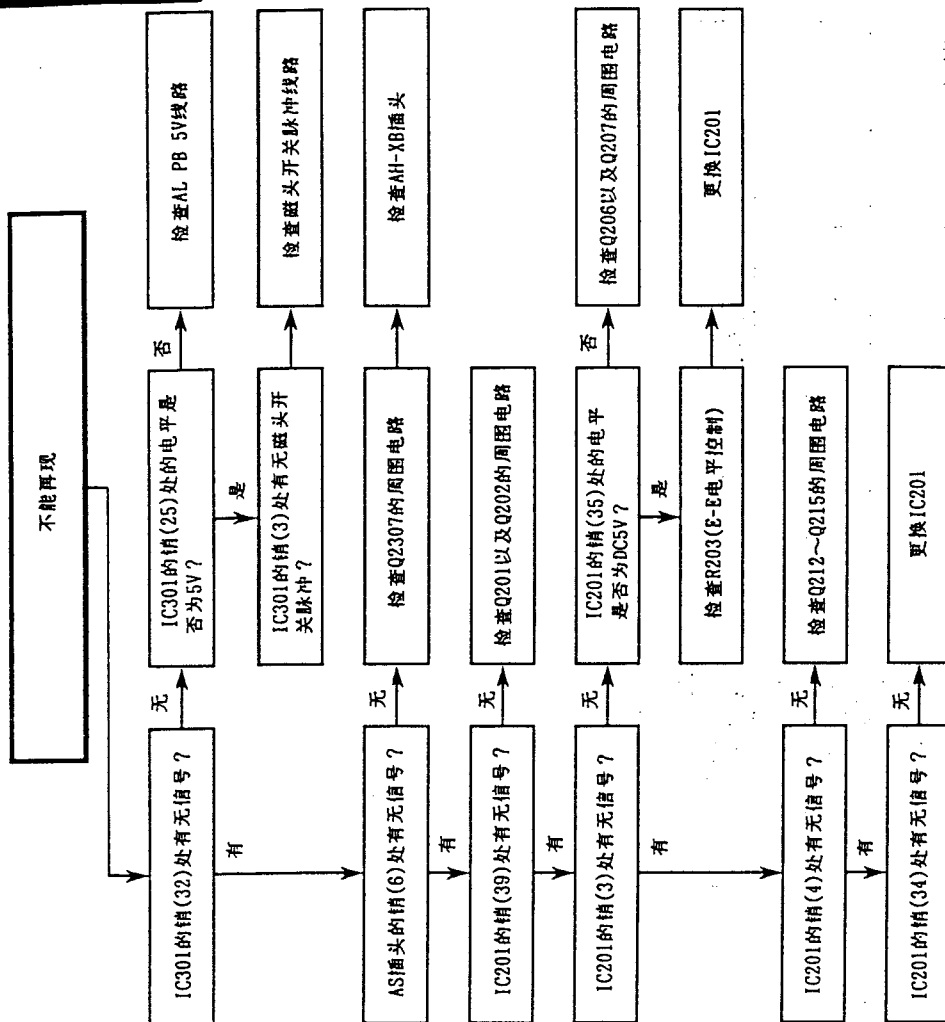 不能再现
IC301的销(32)处有无信号？
无
IC301的销(25)处的电平是
否为5V？
否
检查AL PB 5V线路
是
IC301的销(3)处有无磁头开
关脉冲？
检查磁头开关脉冲线路
有
AS插头的销(6)处有无信号？
无
检查Q2307的周围电路
检查AH-XB插头
有
IC201的销(39)处有无信号？
无
检查Q201以及Q202的周围电路
有
IC201的销(3)处有无信号？
无
IC201的销(35)处的电平
是否为DC5V？
否
检查Q206以及Q207的周围电路
是
检查R203(E-E电平控制)
更换IC201
有
IC201的销(4)处有无信号？
无
检查Q212～Q215的周围电路
有
IC201的销(34)处有无信号？
无
更换IC201